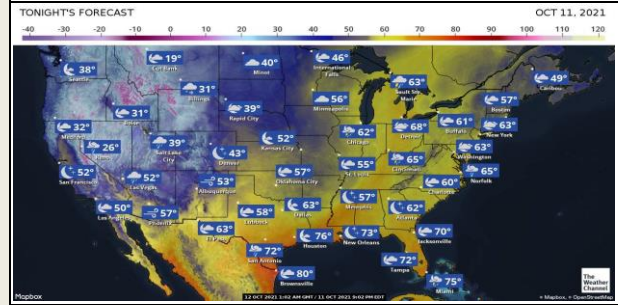 TONIGHT'S FORECAST
OCT 11, 2021
-40 -30 -20 -10 0 10 20 30 40 50 60 70 80 90 100 110 120
19°
Cut Bank
46°
International Falls
38°
Seattle
40°
Minot
49°
Caribou
63°
Sault Ste. Marie
31°
Billings
57°
Boston
56°
Minneapolis
39°
Rapid City
31°
Boise
61°
Buffalo
63°
New York
68°
Detroit
32°
62°
Chicago
52°
Kansas City
39°
Salt Lake City
26°
Reno
63°
Washington
43°
Denver
65°
Cincinnati
55°
St. Louis
65°
Norfolk
52°
San Francisco
52°
Las Vegas
57°
Oklahoma City
53°
Albuquerque
60°
Charlotte
57°
Memphis
50°
Los Angeles
57°
Phoenix
58°
Lubbock
63°
Dallas
62°
Atlanta
63°
El Paso
76°
Houston
73°
New Orleans
70°
Jacksonville
72°
San Antonio
72°
Tampa
80°
Brownsville
75°
Miami
The Weather Channel
Mapbox
12 OCT 2021 1:02 AM GMT / 11 OCT 2021 9:02 PM EDT
© Mapbox, © OpenStreetMap